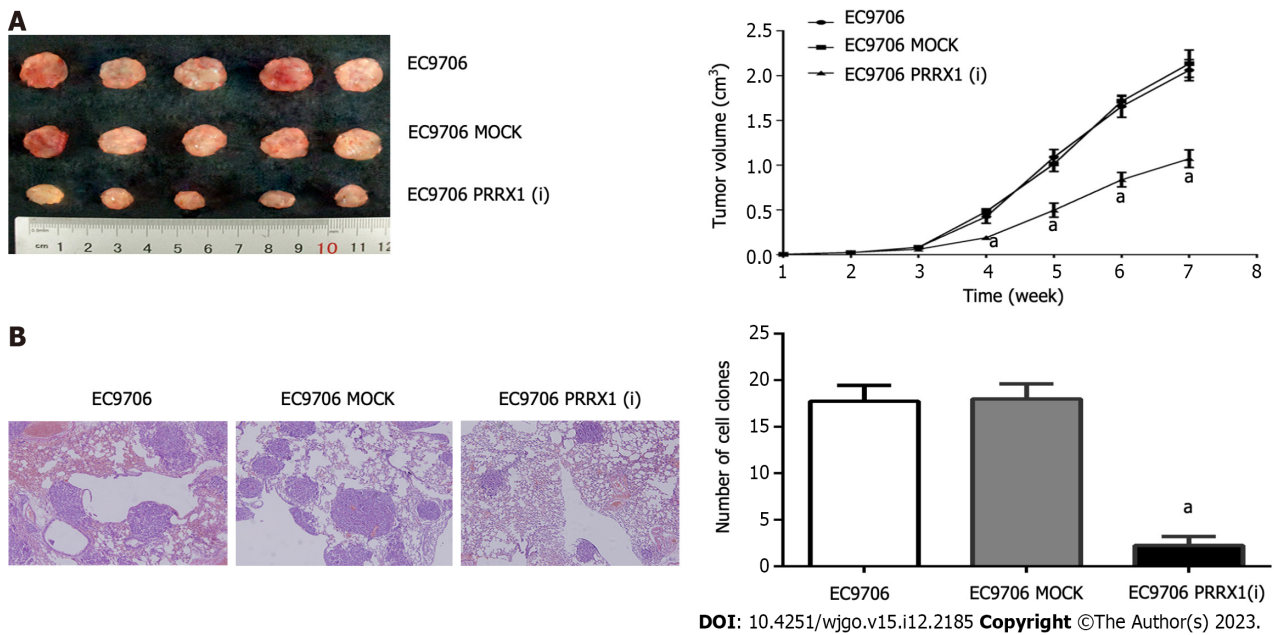 A
EC9706
EC9706 MOCK
EC9706 PRRX1 (i)
cm 1 2 3 4 5 6 7 8 9 10 11 12
EC9706
EC9706 MOCK
EC9706 PRRX1 (i)
Tumor volume (cm³)
2.5
2.0
1.5
1.0
0.5
0.0
a
a
a
a
1 2 3 4 5 6 7 8
Time (week)
B
EC9706 EC9706 MOCK EC9706 PRRX1 (i)
Number of cell clones
25
20
15
10
5
0
a
EC9706 EC9706 MOCK EC9706 PRRX1(i)
DOI: 10.4251/wjgo.v15.i12.2185 Copyright ©The Author(s) 2023.